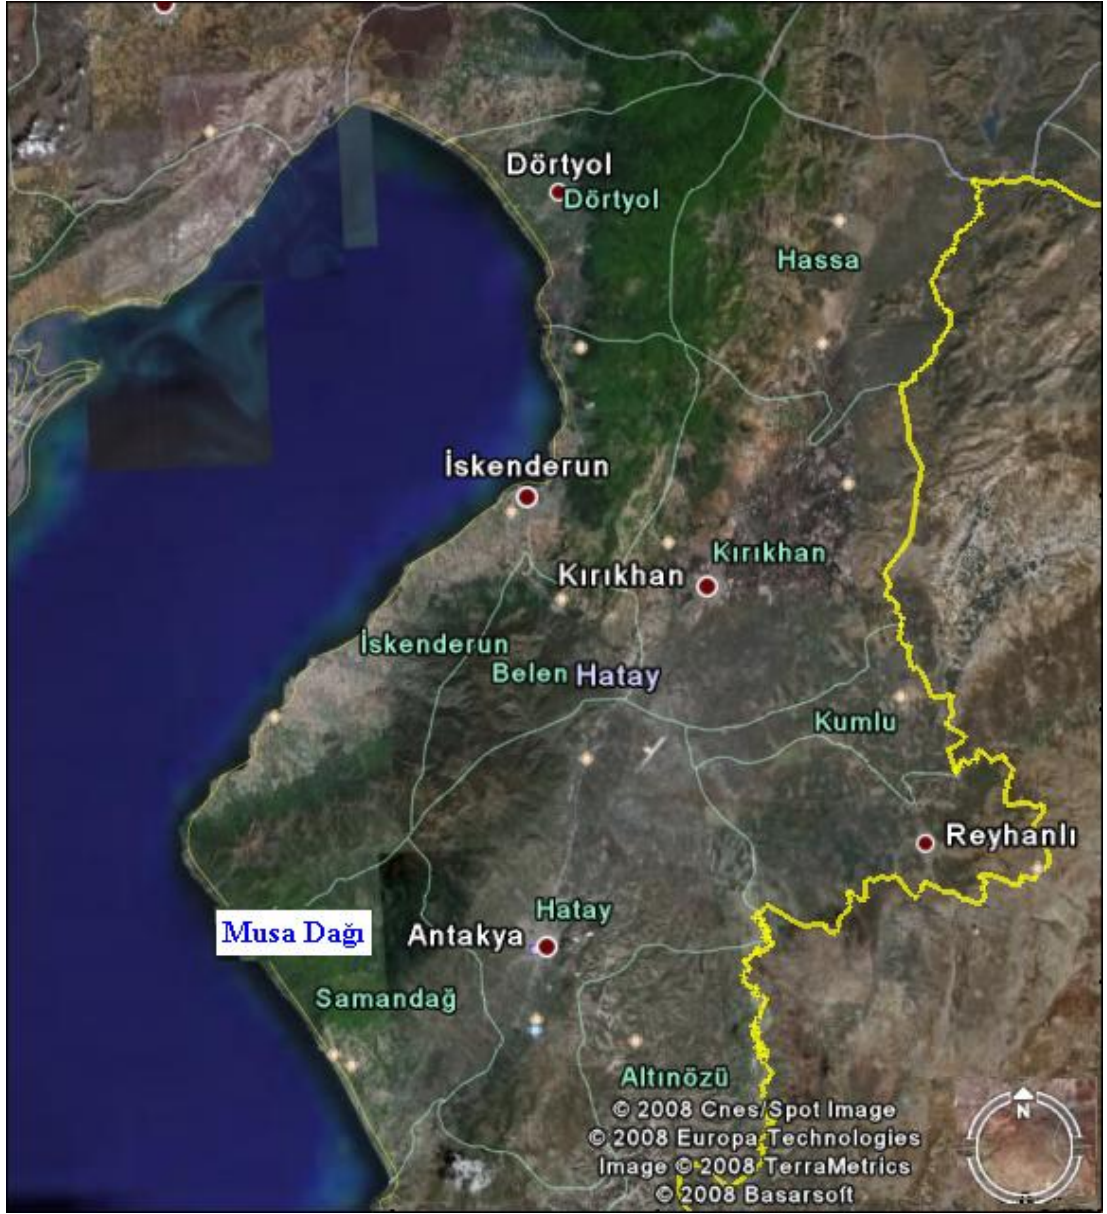 Dörtyol
Dörtyol
Hassa
İskenderun
Kırıkhan
Kırıkhan
İskenderun
Belen
Hatay
Kumlu
Reyhanlı
Hatay
Musa Dağı
Antakya
Samandağ
Altınözü
© 2008 Cnes/Spot Image
© 2008 Europa Technologies
Image © 2008 TerraMetrics
© 2008 Basarsoft
N